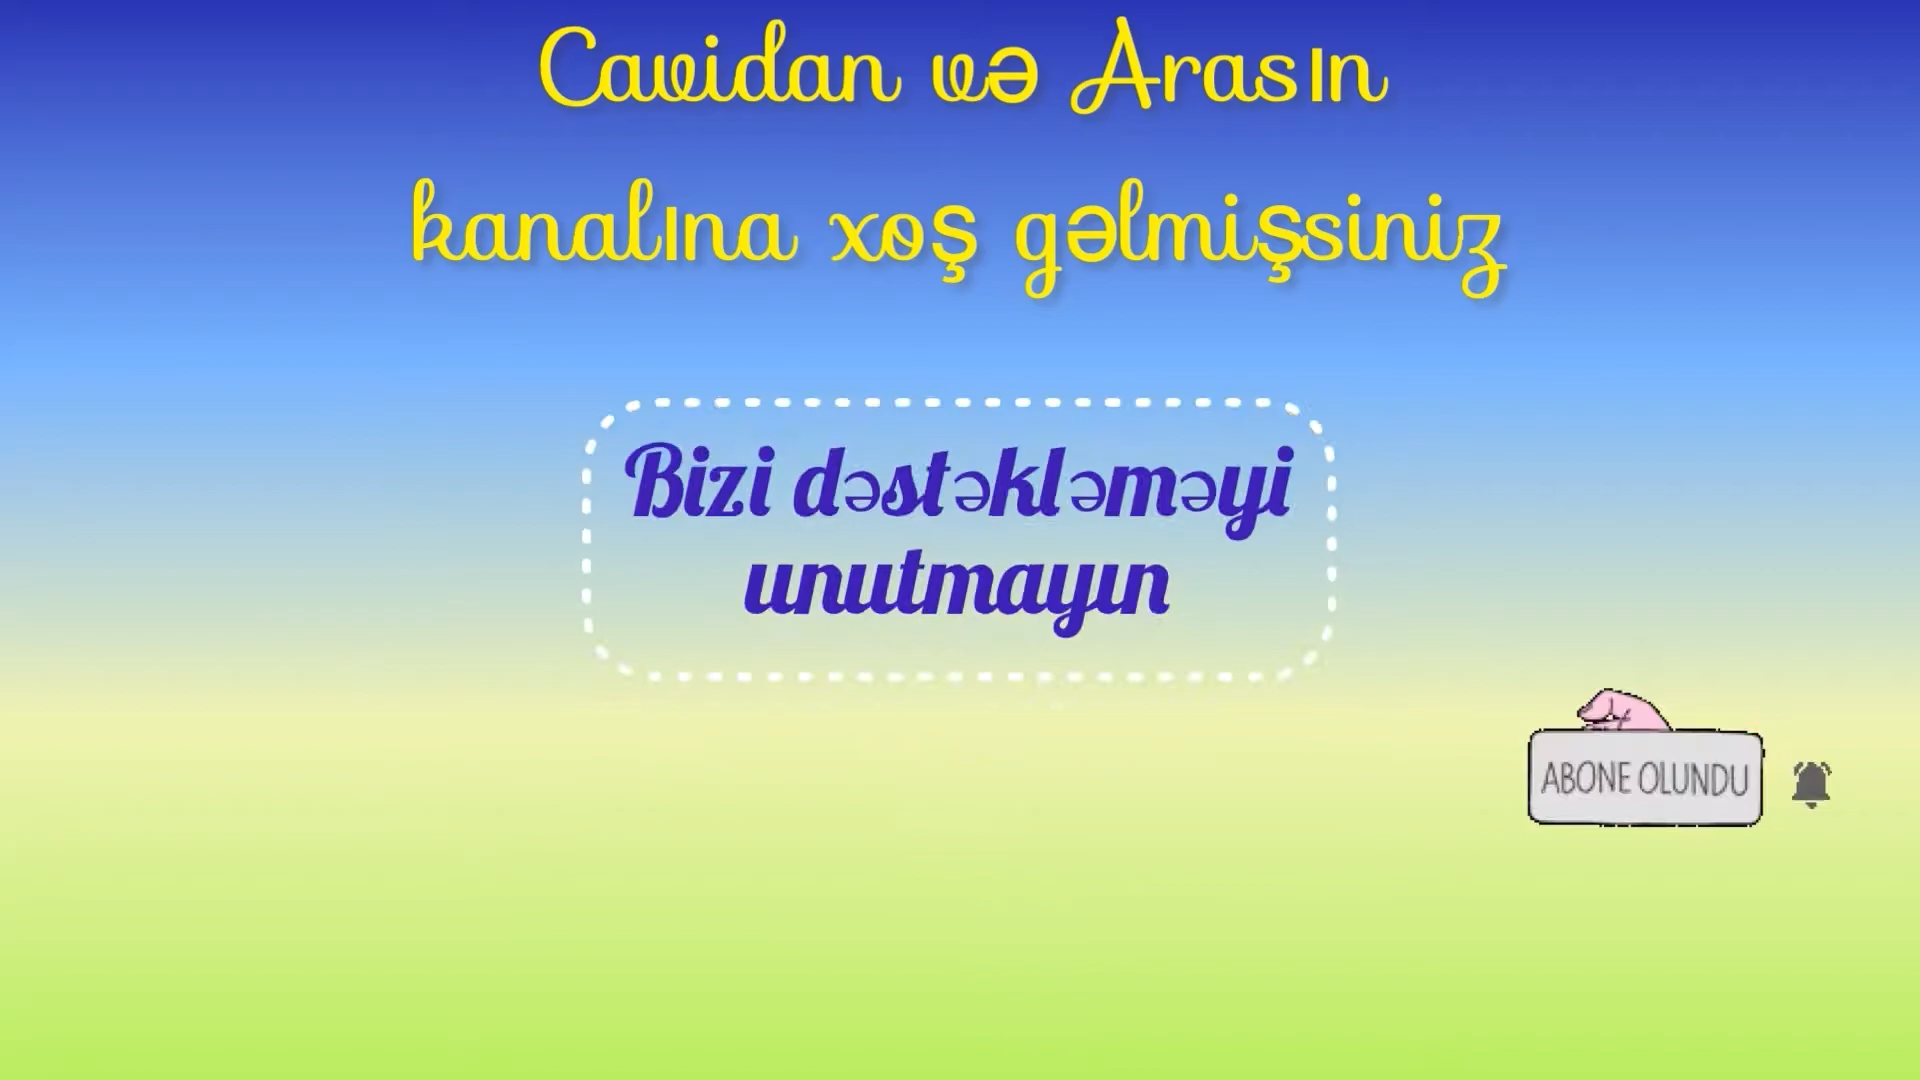 Cavidan və Arasın
kanalına xoş gəlmişsiniz
Bizi dəstəkləməyi
unutmayın
ABONE OLUNDU